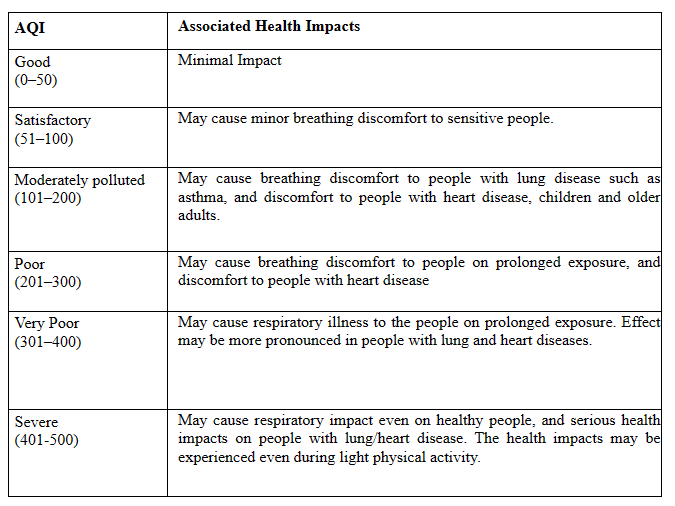 AQI
Associated Health Impacts
Good
(0–50)
Minimal Impact
Satisfactory
(51–100)
May cause minor breathing discomfort to sensitive people.
Moderately polluted
(101–200)
May cause breathing discomfort to people with lung disease such as
asthma, and discomfort to people with heart disease, children and older
adults.
Poor
(201–300)
May cause breathing discomfort to people on prolonged exposure, and
discomfort to people with heart disease
Very Poor
(301–400)
May cause respiratory illness to the people on prolonged exposure. Effect
may be more pronounced in people with lung and heart diseases.
Severe
(401-500)
May cause respiratory impact even on healthy people, and serious health
impacts on people with lung/heart disease. The health impacts may be
experienced even during light physical activity.